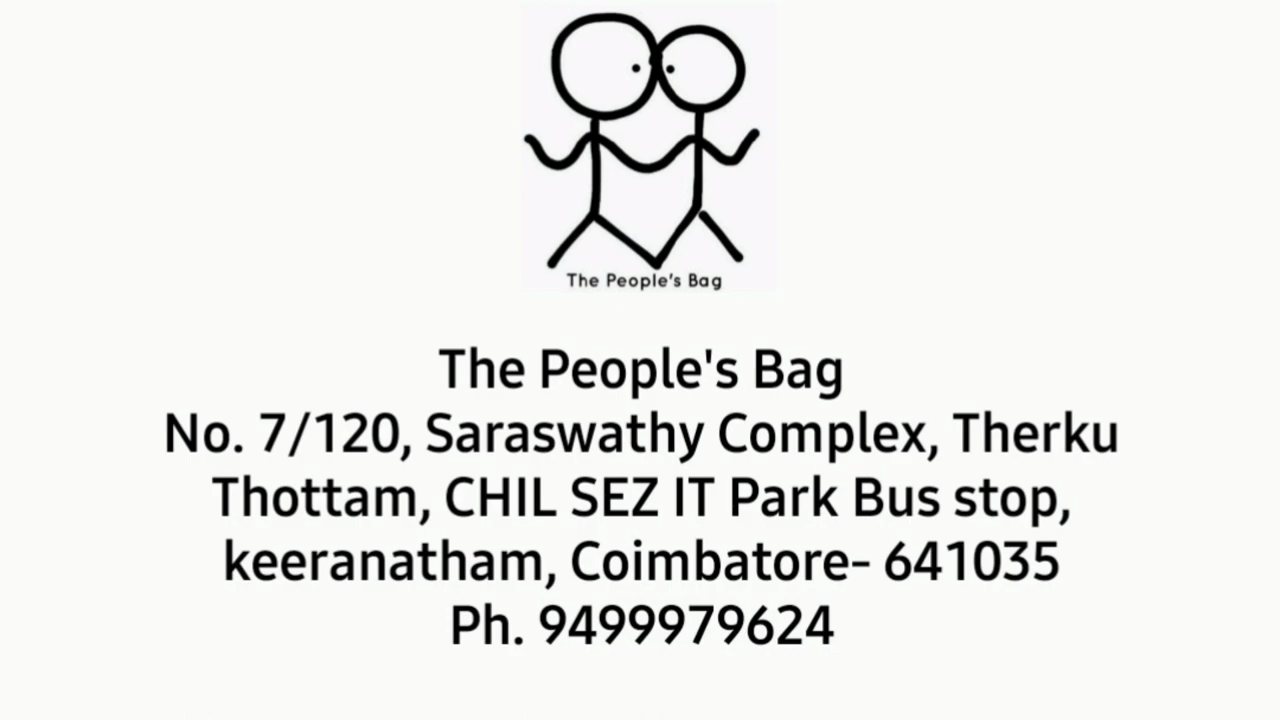 The People's Bag
The People's Bag
No. 7/120, Saraswathy Complex, Therku
Thottam, CHIL SEZ IT Park Bus stop,
keeranatham, Coimbatore- 641035
Ph. 9499979624